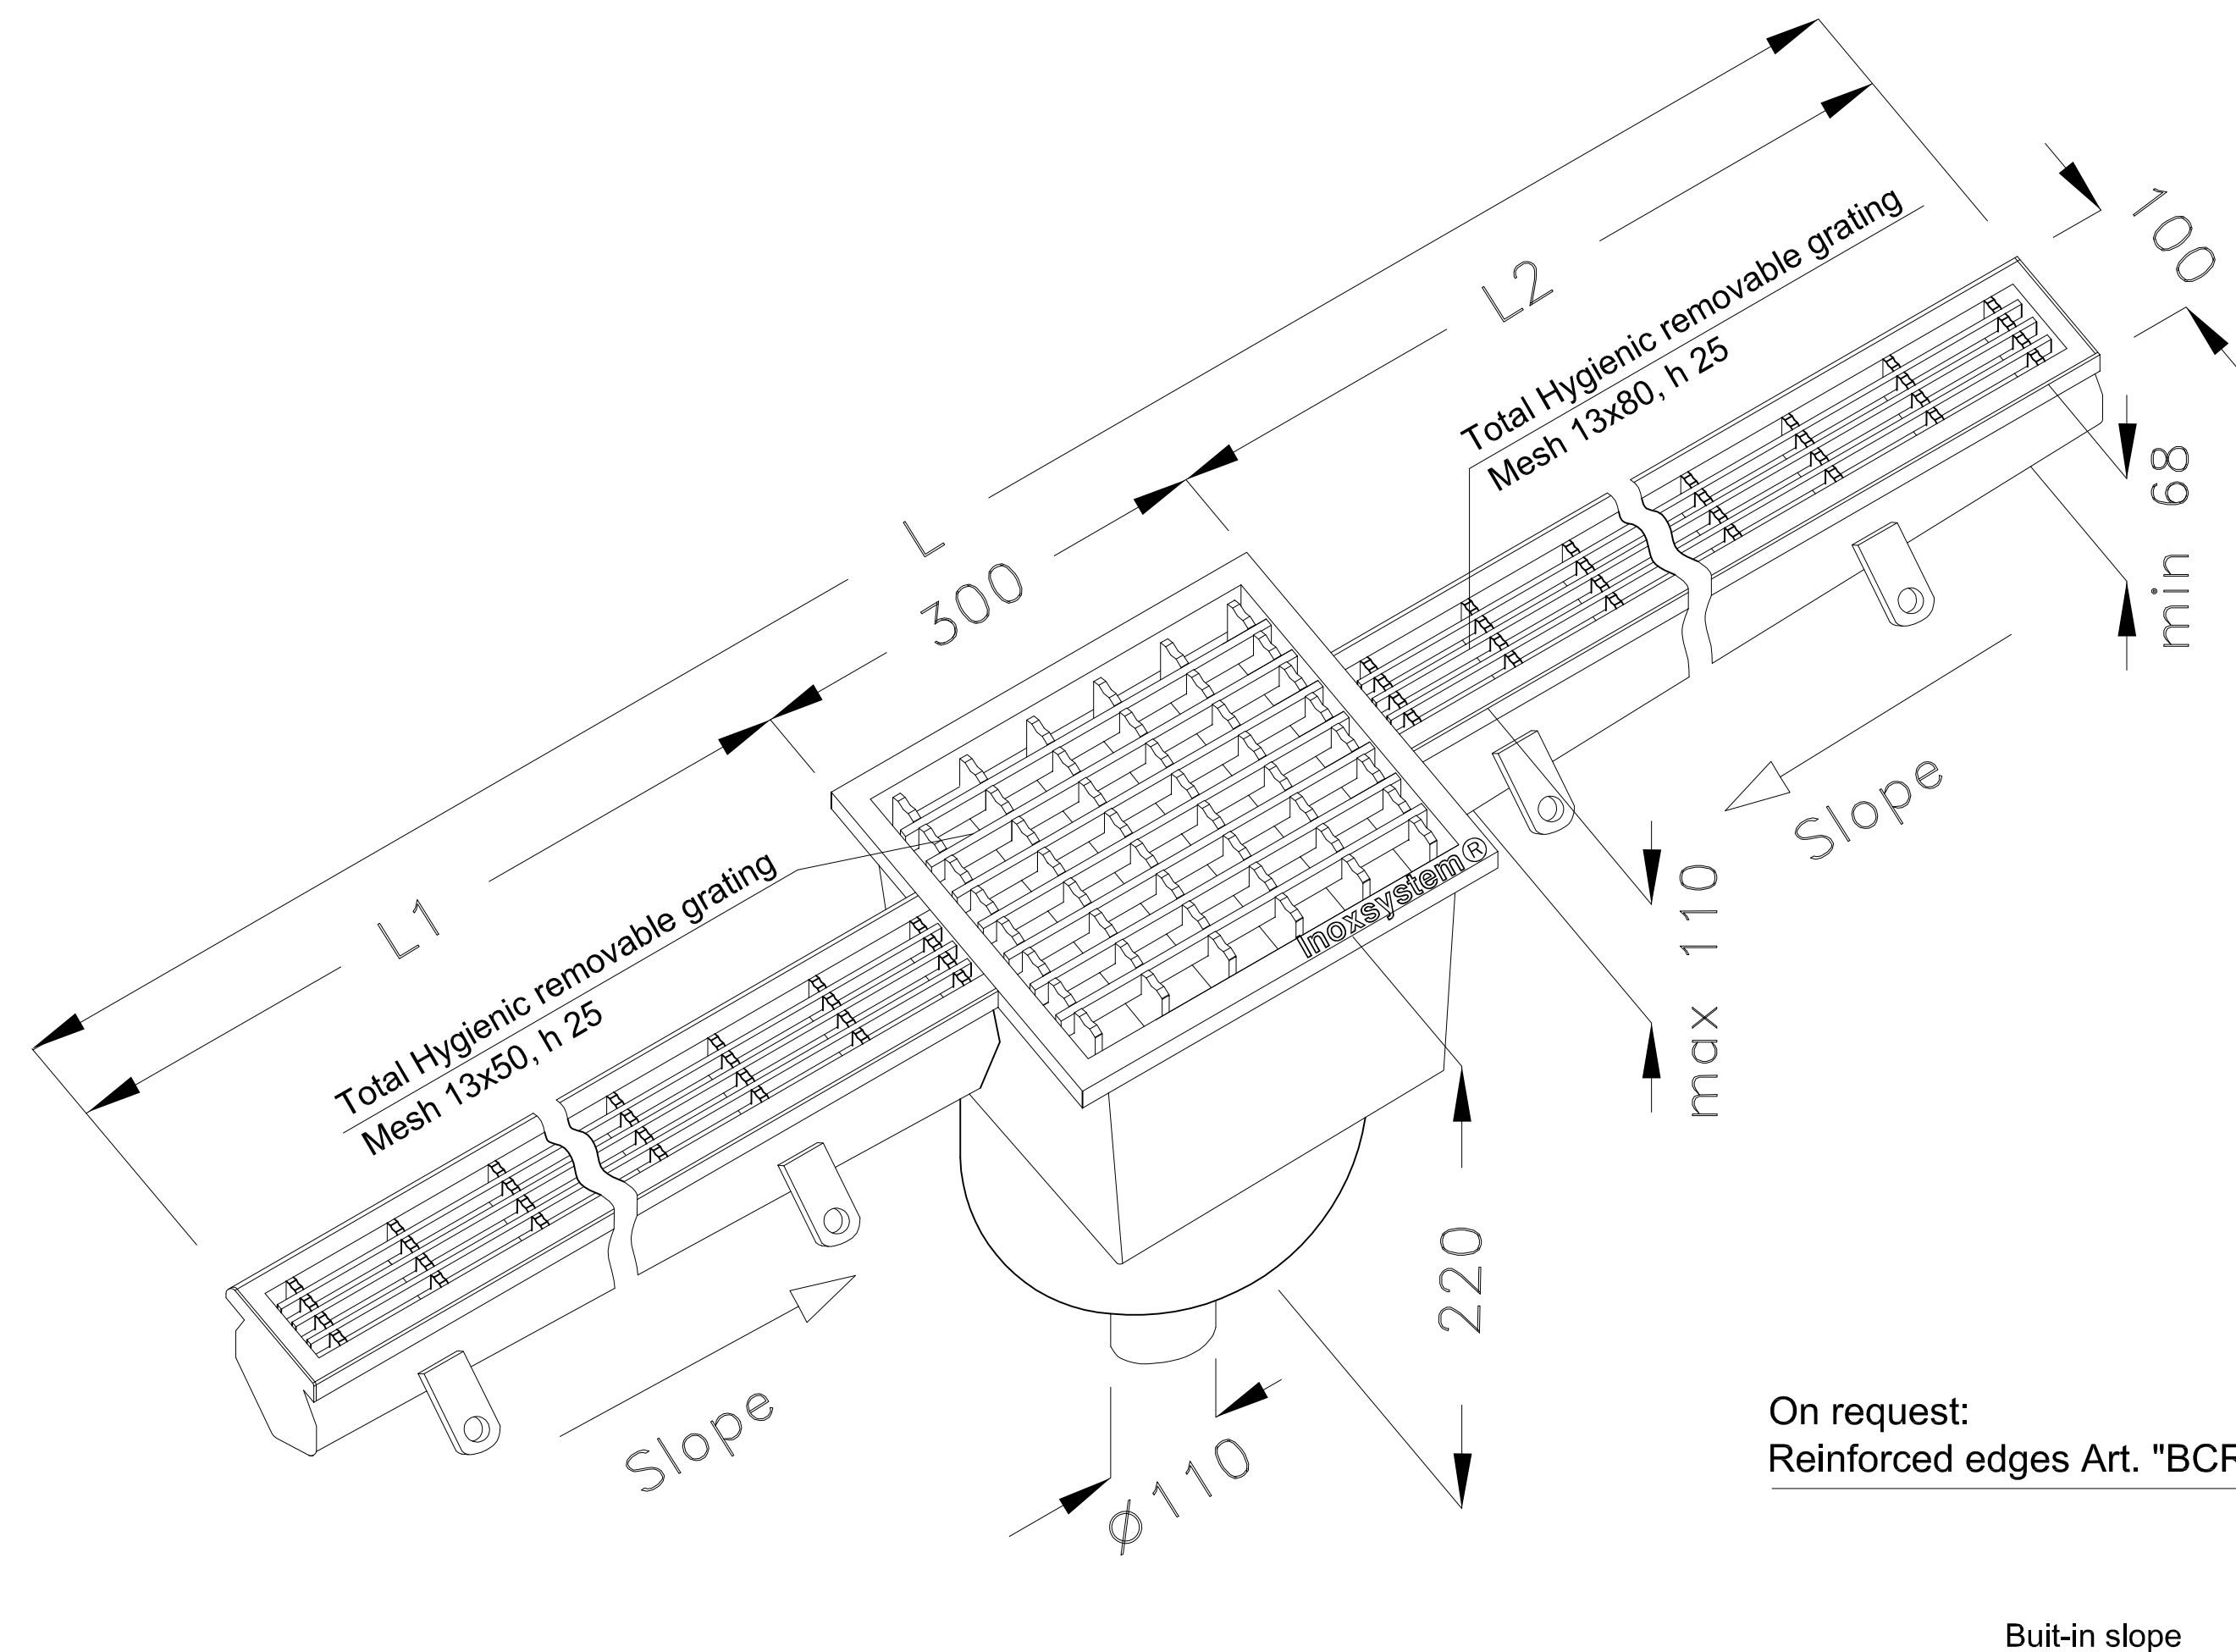 L
L2
100
Total Hygienic removable grating
Mesh 13x80, h 25
300
min 68
L1
Slope
Total Hygienic removable grating
Mesh 13x50, h 25
Inoxsystem®
max 110
220
Slope
ø110
On request:
Reinforced edges Art. "BCR
Buit-in slope